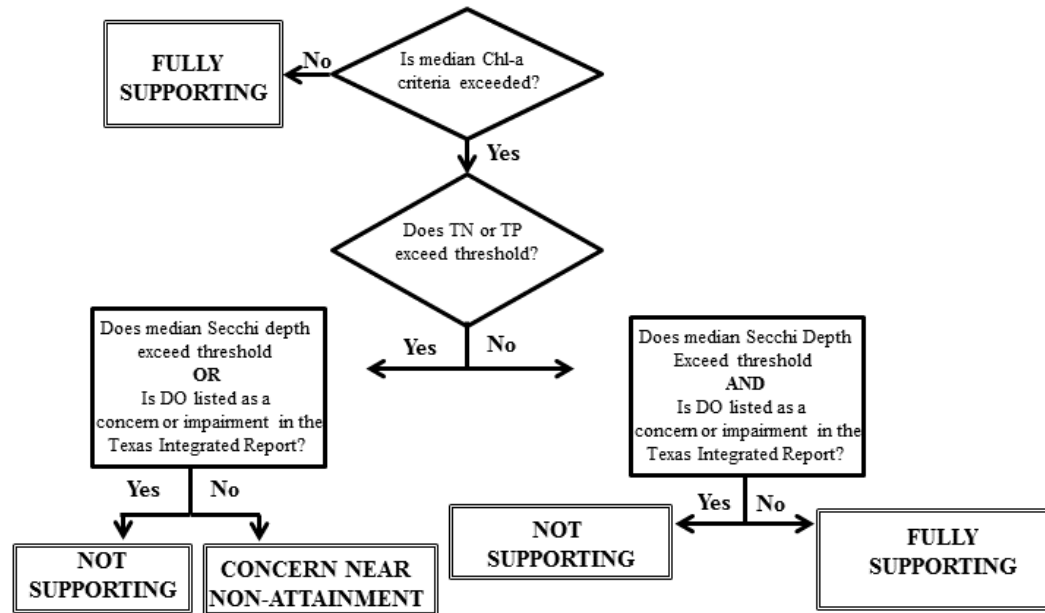 FULLY
SUPPORTING
No
Is median Chl-a
criteria exceeded?
Yes
Does TN or TP
exceed threshold?
Yes
No
Does median Secchi depth
exceed threshold
OR
Is DO listed as a
concern or impairment in the
Texas Integrated Report?
Does median Secchi Depth
Exceed threshold
AND
Is DO listed as a
concern or impairment in the
Texas Integrated Report?
Yes
No
Yes
No
NOT
SUPPORTING
CONCERN NEAR
NON-ATTAINMENT
NOT
SUPPORTING
FULLY
SUPPORTING